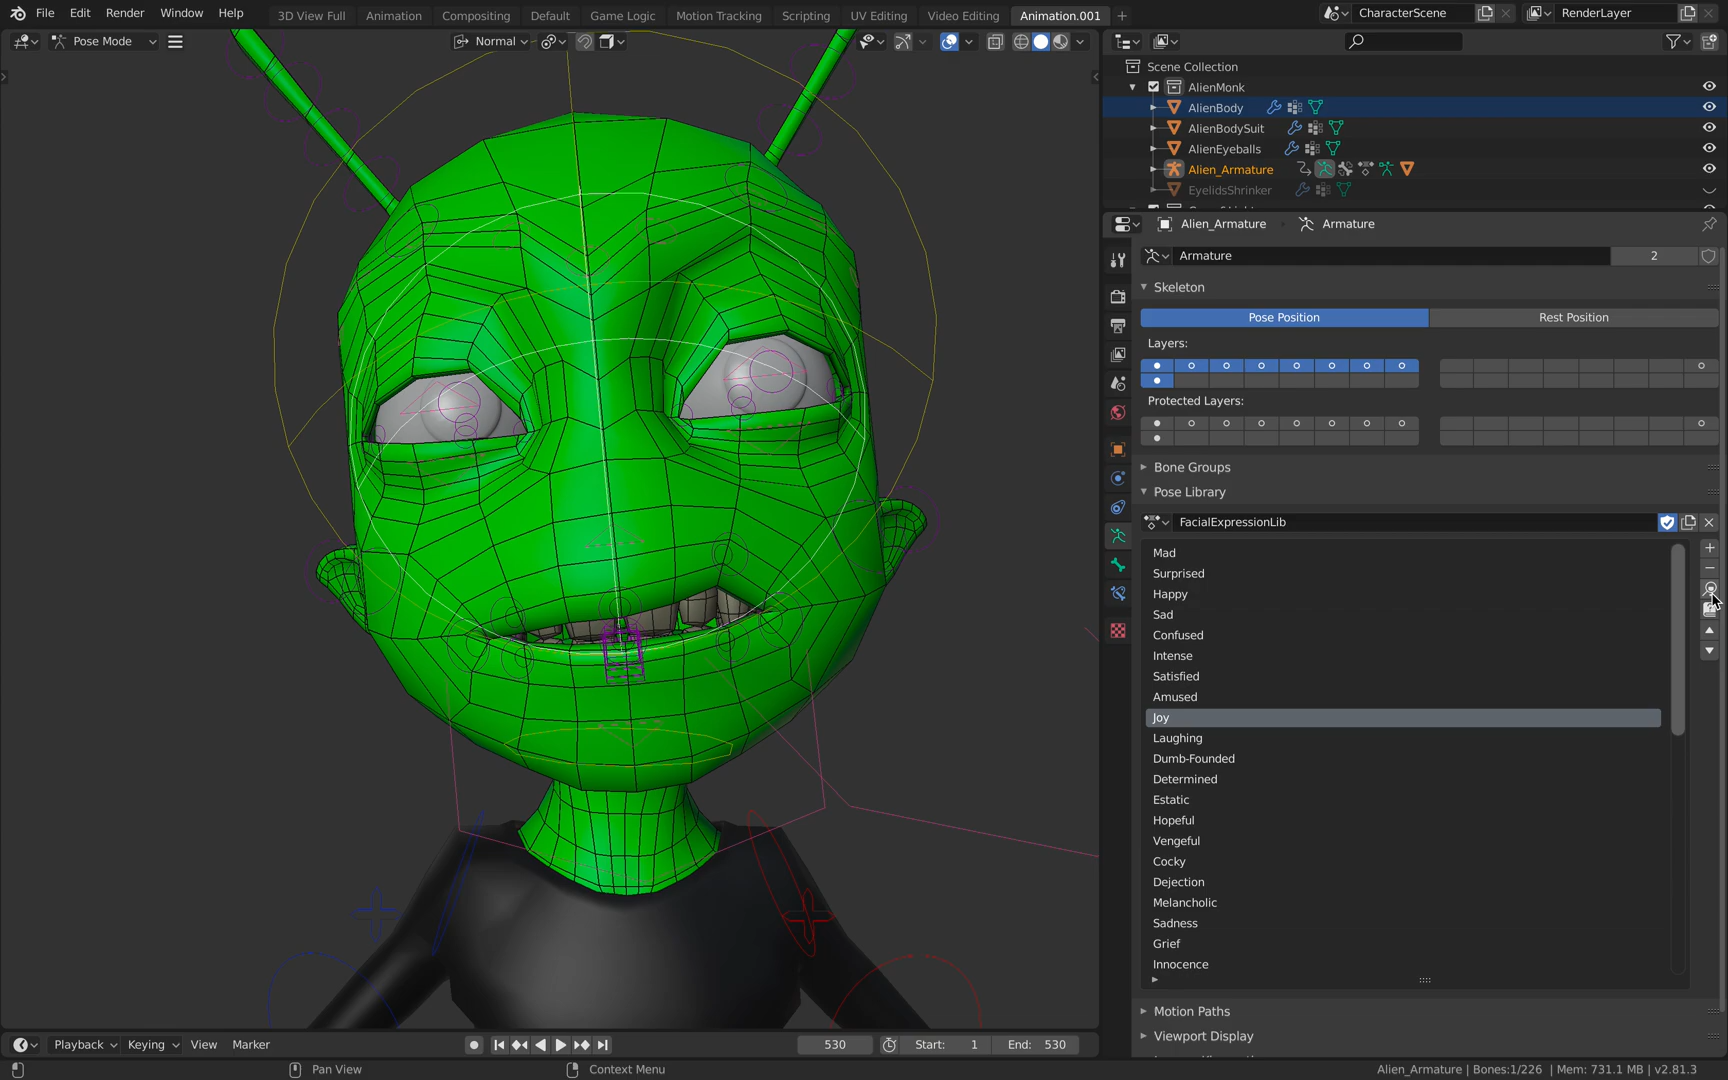 File Edit Render Window Help 3D View Full Animation Compositing Default Game Logic Motion Tracking Scripting UV Editing Video Editing Animation.001 CharacterScene RenderLayer
Pose Mode Normal
Scene Collection
AlienMonk
AlienBody
AlienBodySuit
AlienEyeballs
Alien_Armature
EyelidsShrinker
Alien_Armature Armature
Armature 2
Skeleton
Pose Position Rest Position
Layers:
Protected Layers:
Bone Groups
Pose Library
FacialExpressionLib
Mad
Surprised
Happy
Sad
Confused
Intense
Satisfied
Amused
Joy
Laughing
Dumb-Founded
Determined
Estatic
Hopeful
Vengeful
Cocky
Dejection
Melancholic
Sadness
Grief
Innocence
Motion Paths
Viewport Display
Playback Keying View Marker 530 Start: 1 End: 530
Pan View Context Menu Alien_Armature | Bones:1/226 | Mem: 731.1 MB | v2.81.3